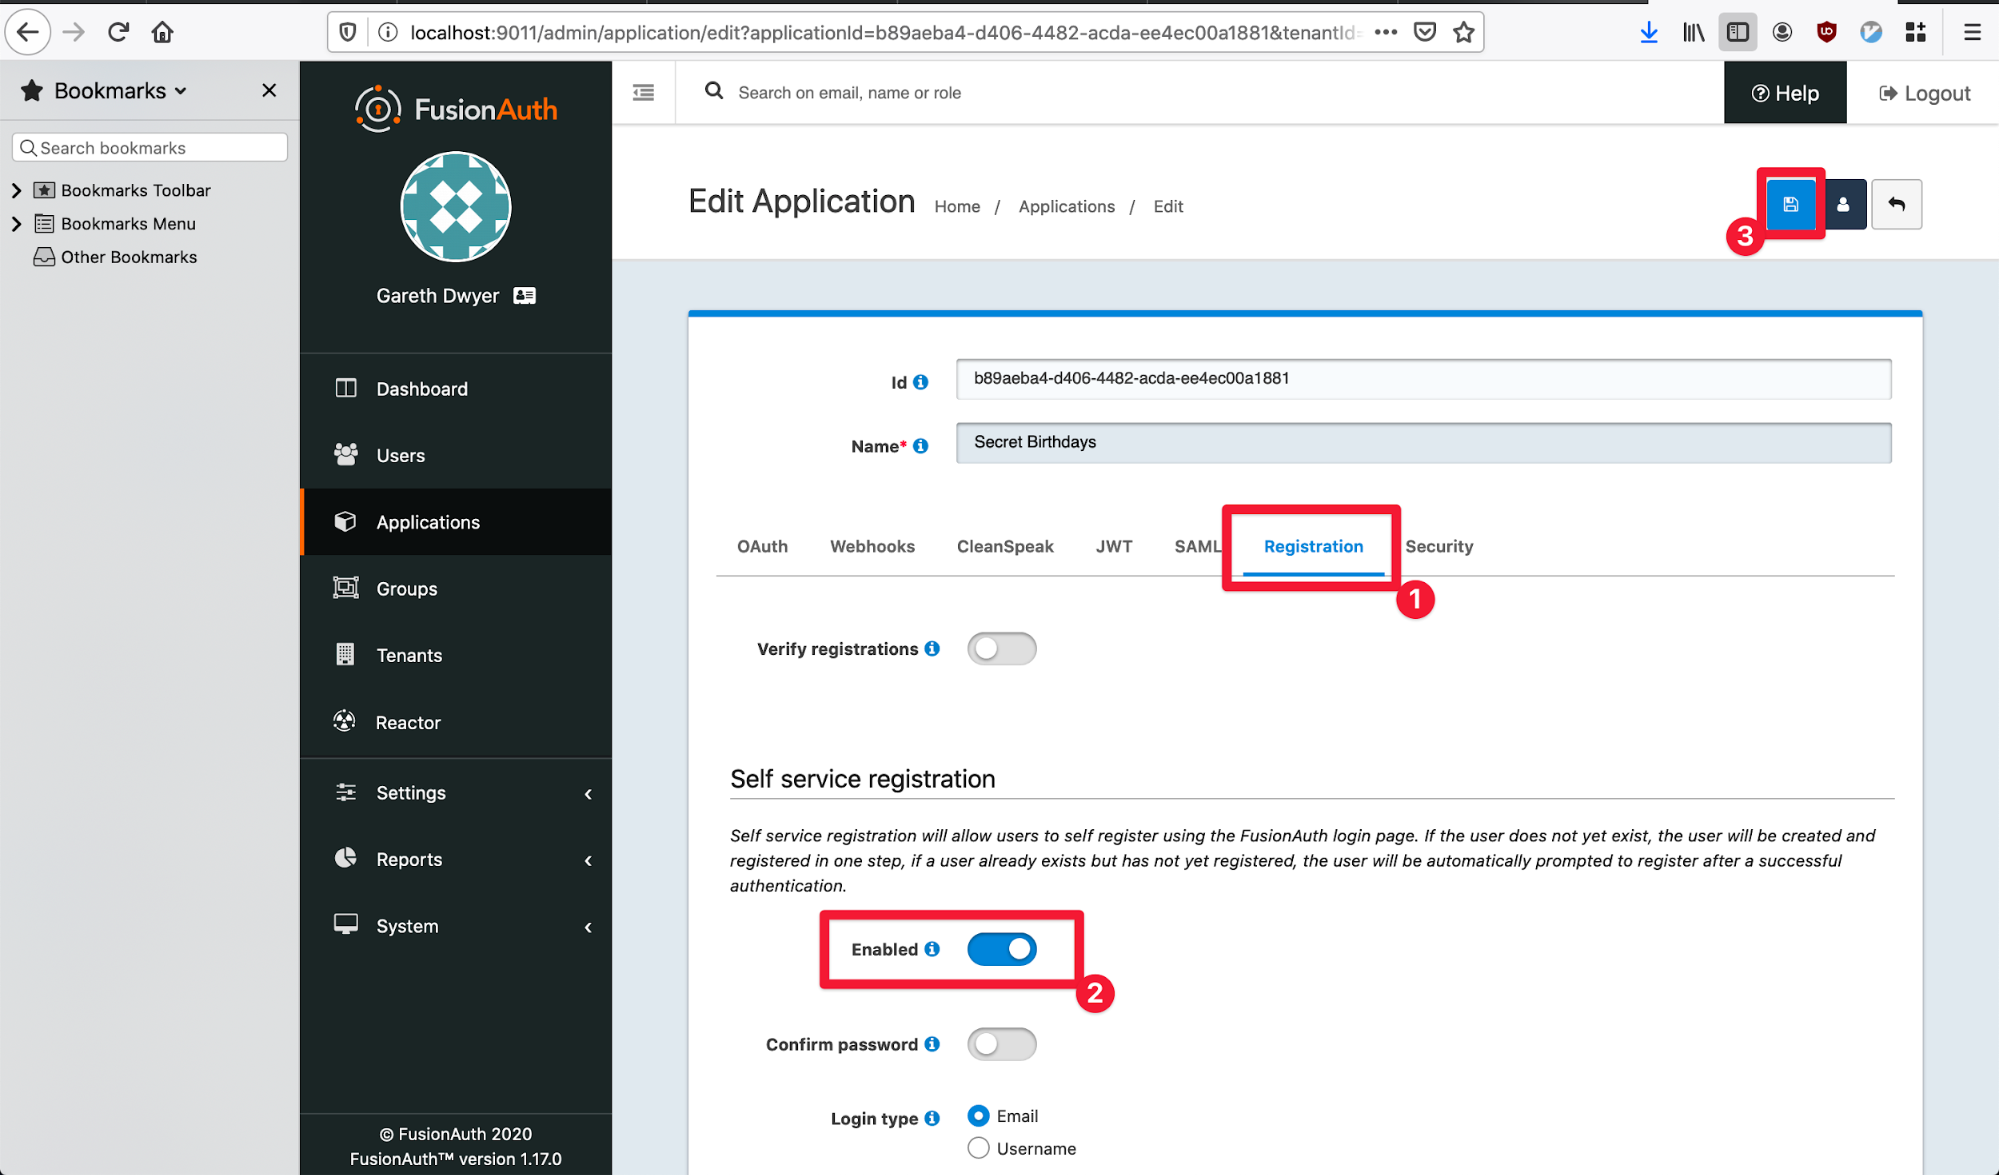 localhost:9011/admin/application/edit?applicationId=b89aeba4-d406-4482-acda-ee4ec00a1881&tenantId=
Bookmarks
Search bookmarks
Bookmarks Toolbar
Bookmarks Menu
Other Bookmarks
FusionAuth
Gareth Dwyer
Dashboard
Users
Applications
Groups
Tenants
Reactor
Settings
Reports
System
© FusionAuth 2020
FusionAuth™ version 1.17.0
Search on email, name or role
Help
Logout
Edit Application
Home / Applications / Edit
3
Id
b89aeba4-d406-4482-acda-ee4ec00a1881
Name*
Secret Birthdays
OAuth Webhooks CleanSpeak JWT SAML Registration Security
1
Verify registrations
Self service registration
Self service registration will allow users to self register using the FusionAuth login page. If the user does not yet exist, the user will be created and
registered in one step, if a user already exists but has not yet registered, the user will be automatically prompted to register after a successful
authentication.
Enabled
2
Confirm password
Login type
Email
Username